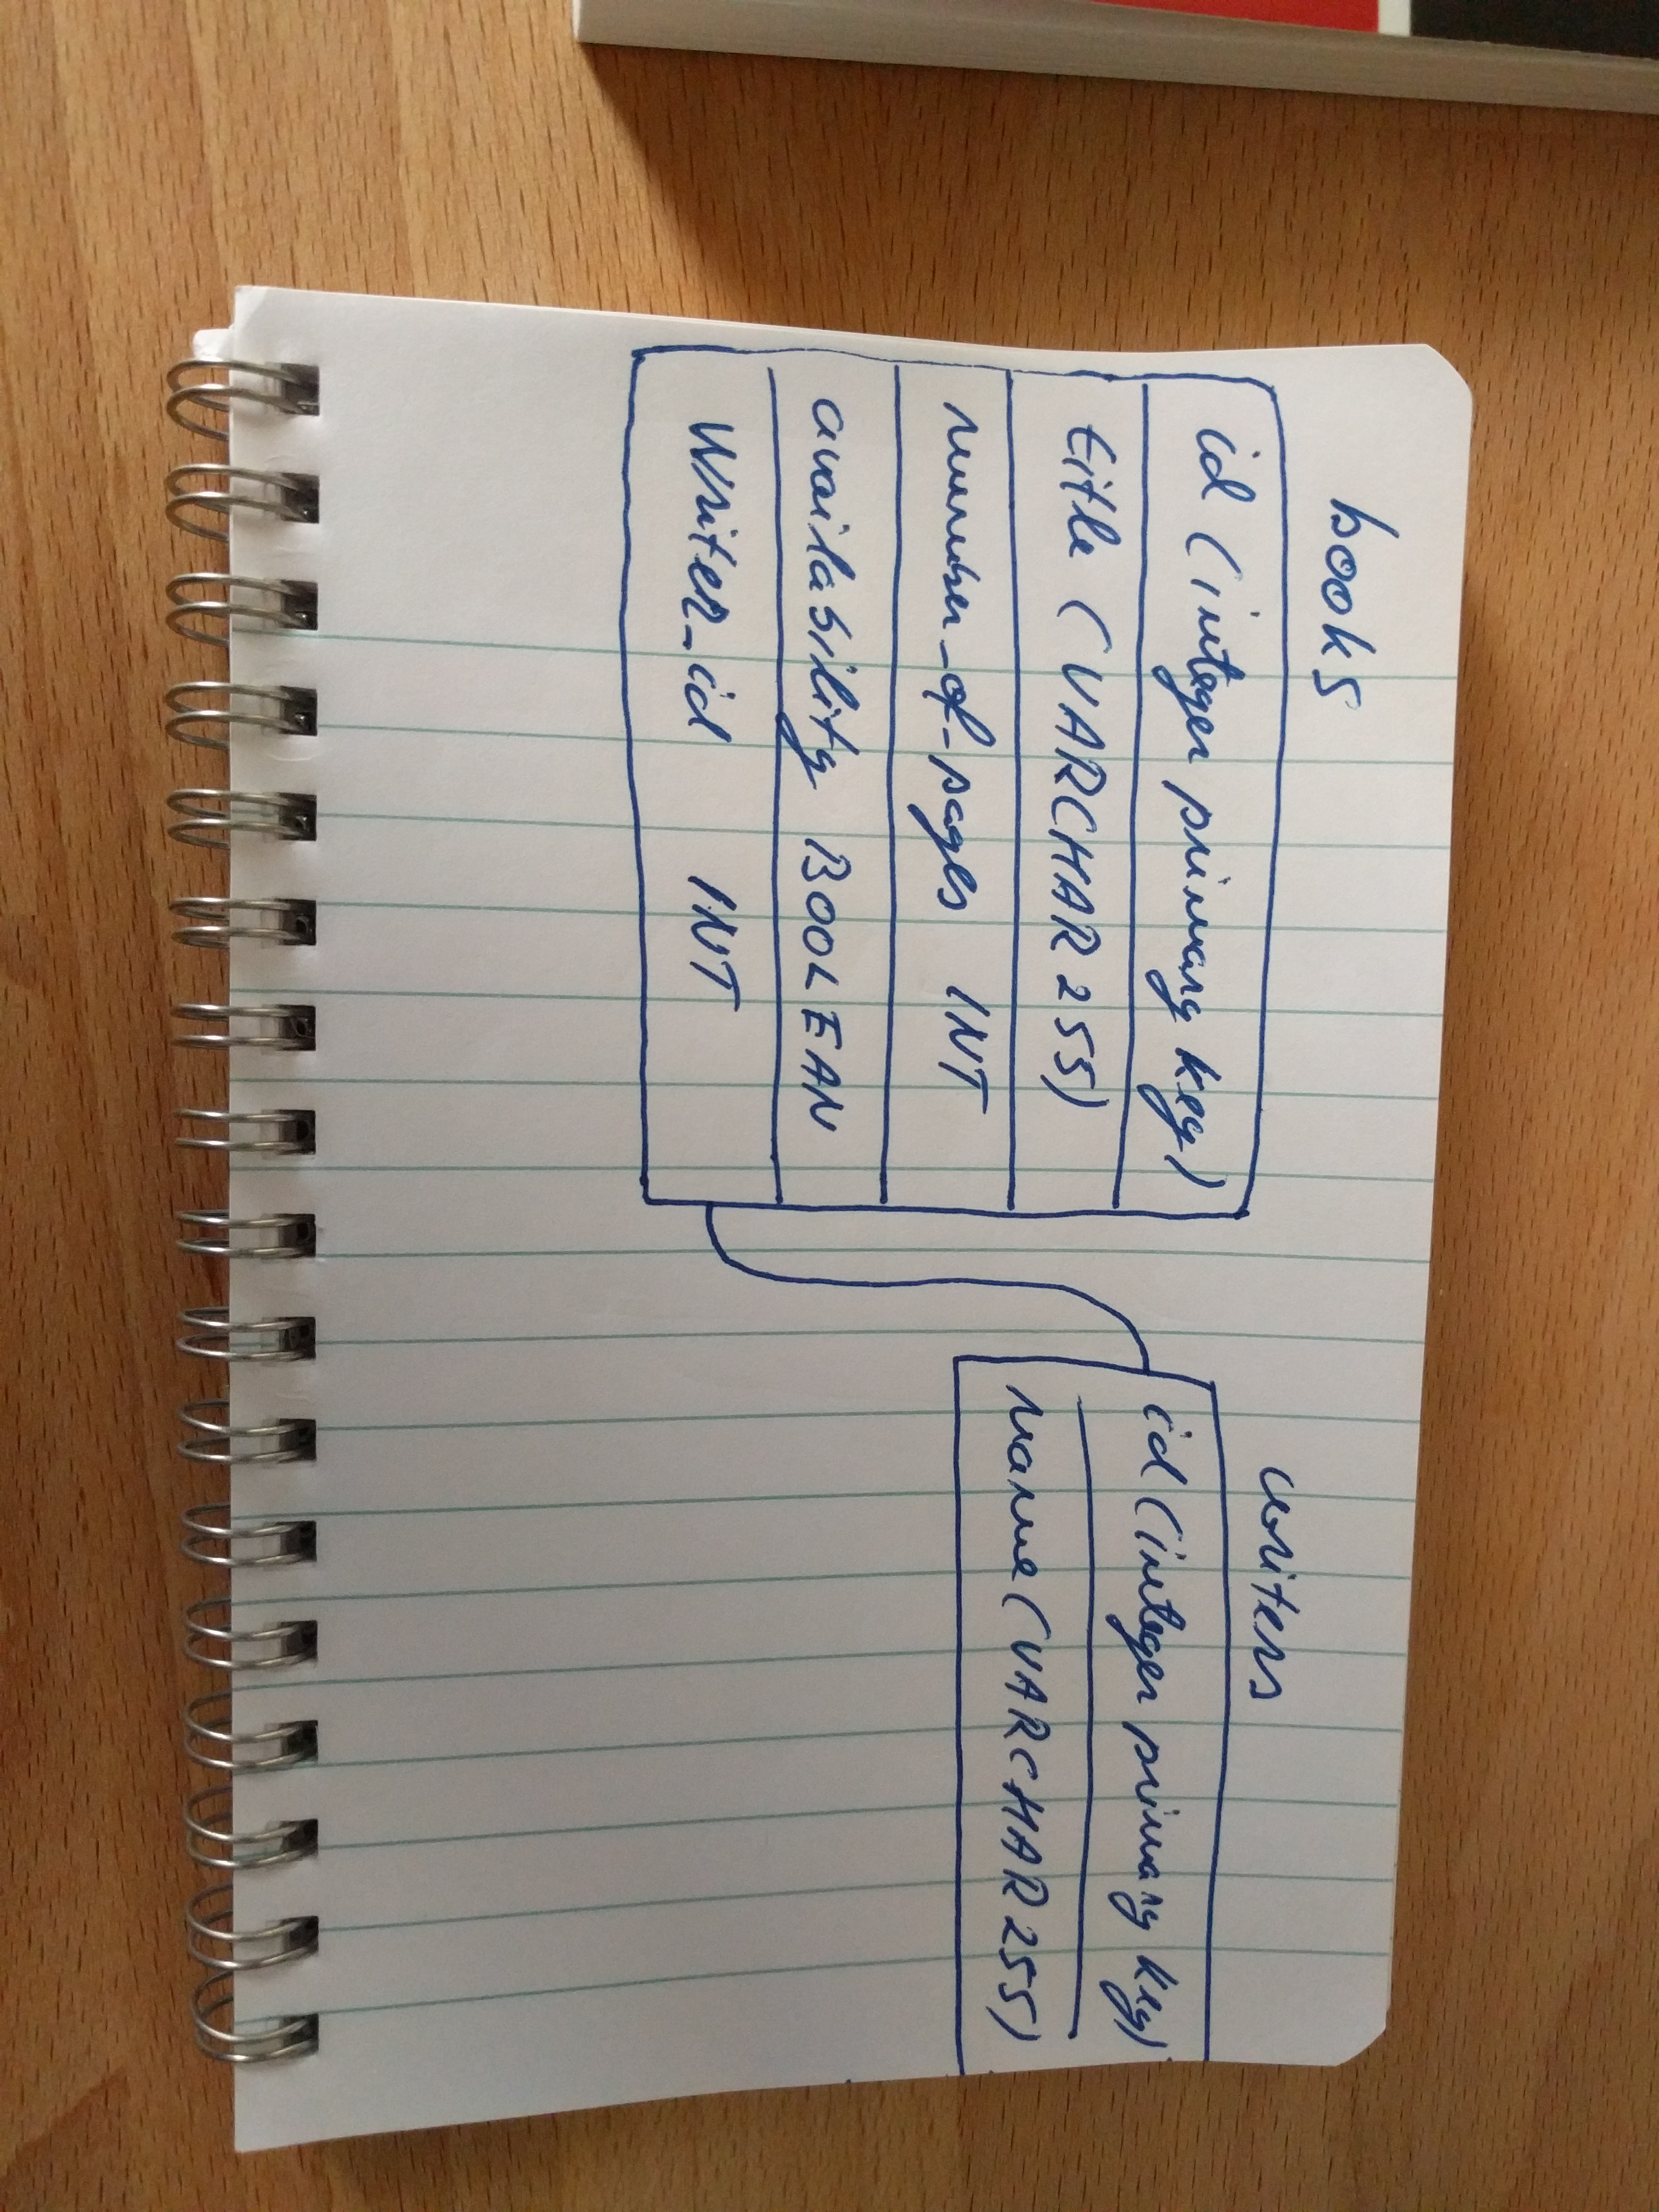 books
id (integer primary key)
title (VARCHAR 255)
number_of_pages INT
availability BOOLEAN
Writer_id INT
writers
id (integer primary key)
name (VARCHAR 255)